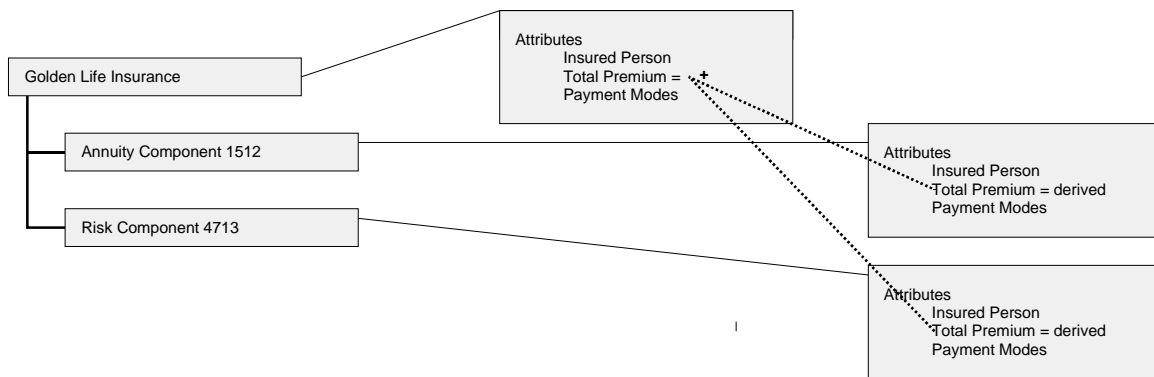 Attributes
Insured Person
Total Premium = +
Payment Modes
Golden Life Insurance
Annuity Component 1512
Attributes
Insured Person
Total Premium = derived
Payment Modes
Risk Component 4713
Attributes
Insured Person
Total Premium = derived
Payment Modes